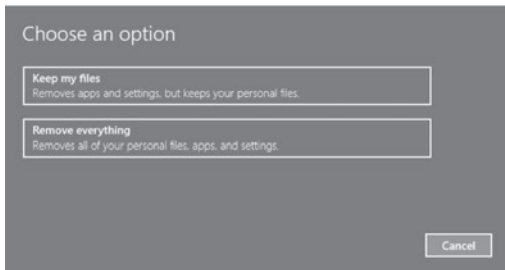 Choose an option
Keep my files
Removes apps and settings, but keeps your personal files.
Remove everything
Removes all of your personal files, apps, and settings.
Cancel